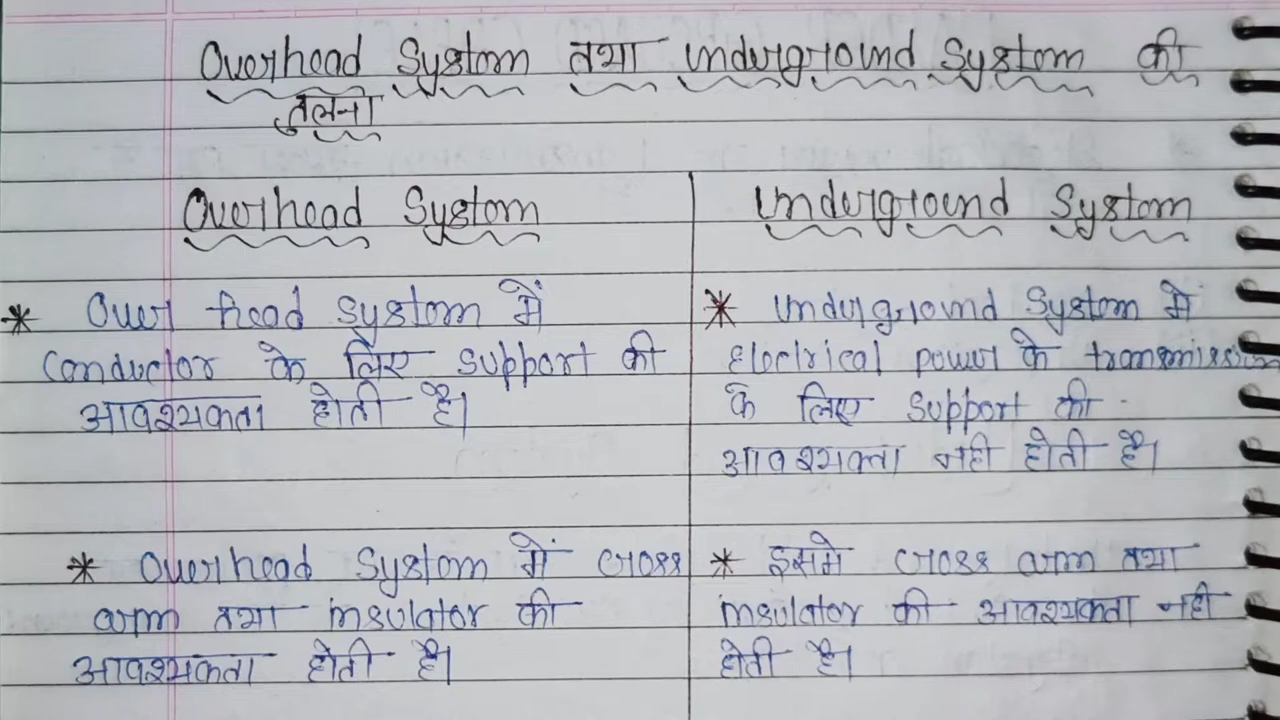 Overhead System तथा underground System की
तुलना
Overhead System
Underground System
* Over head system में
conductor के लिए support की
आवश्यकता होती है।
* underground system मे
Electrical power के transmission
के लिए support की
आवश्यक्ता नही होती है।
* Overhead System में cross
arm तथा insulator की
आवश्यकता होती है।
* इसमे cross arm तथा
insulator की आवश्यकता नही
होती है।